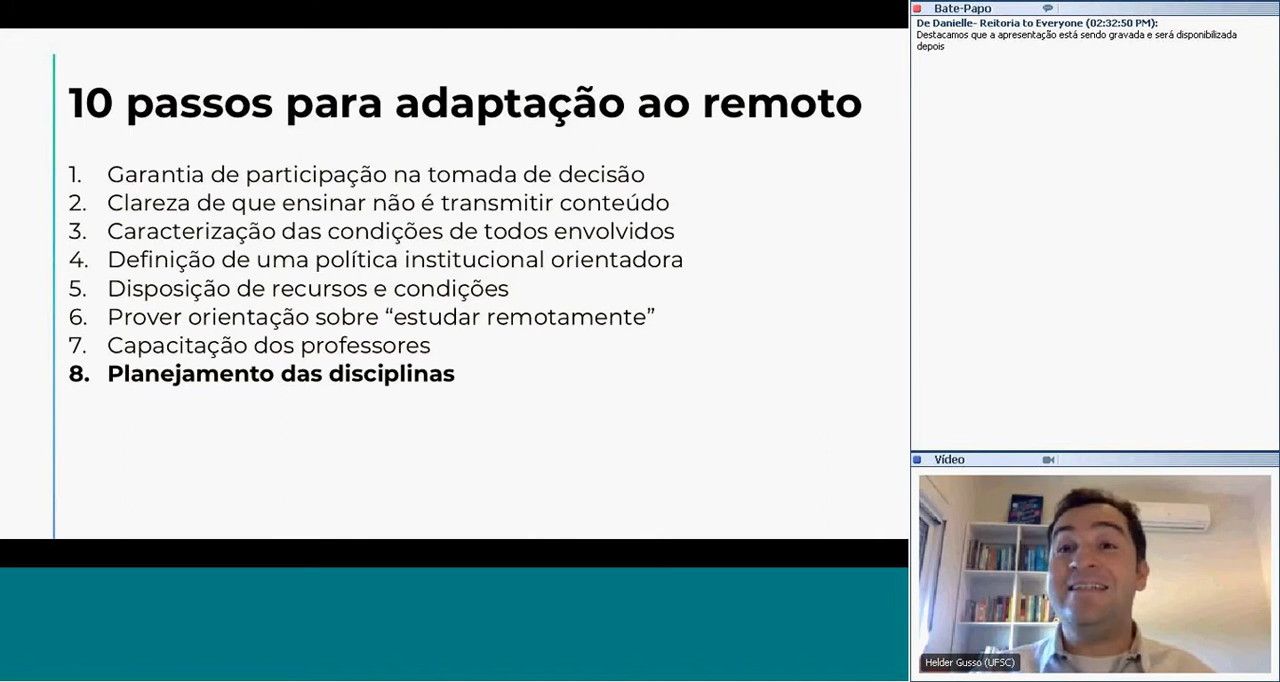 10 passos para adaptação ao remoto
1. Garantia de participação na tomada de decisão
2. Clareza de que ensinar não é transmitir conteúdo
3. Caracterização das condições de todos envolvidos
4. Definição de uma política institucional orientadora
5. Disposição de recursos e condições
6. Prover orientação sobre “estudar remotamente”
7. Capacitação dos professores
8. Planejamento das disciplinas
Bate-Papo
De Danielle- Reitoria to Everyone (02:32:50 PM):
Destacamos que a apresentação está sendo gravada e será disponibilizada
depois
Vídeo
Helder Gusso (UFSC)